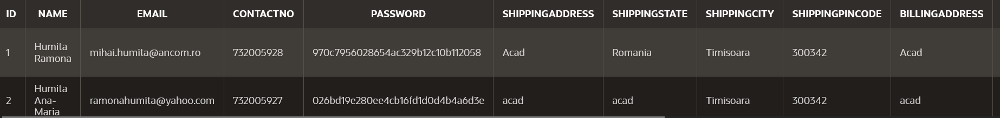 ID NAME EMAIL CONTACTNO PASSWORD SHIPPINGADDRESS SHIPPINGSTATE SHIPPINGCITY SHIPPINGPINCODE BILLINGADDRESS
1 Humita Ramona mihai.humita@ancom.ro 732005928 970c7956028654ac329b12c10b112058 Acad Romania Timisoara 300342 Acad
2 Humita Ana-Maria ramonahumita@yahoo.com 732005927 026bd19e280ee4cb16fd1d0d4b4a6d3e acad acad Timisoara 300342 acad